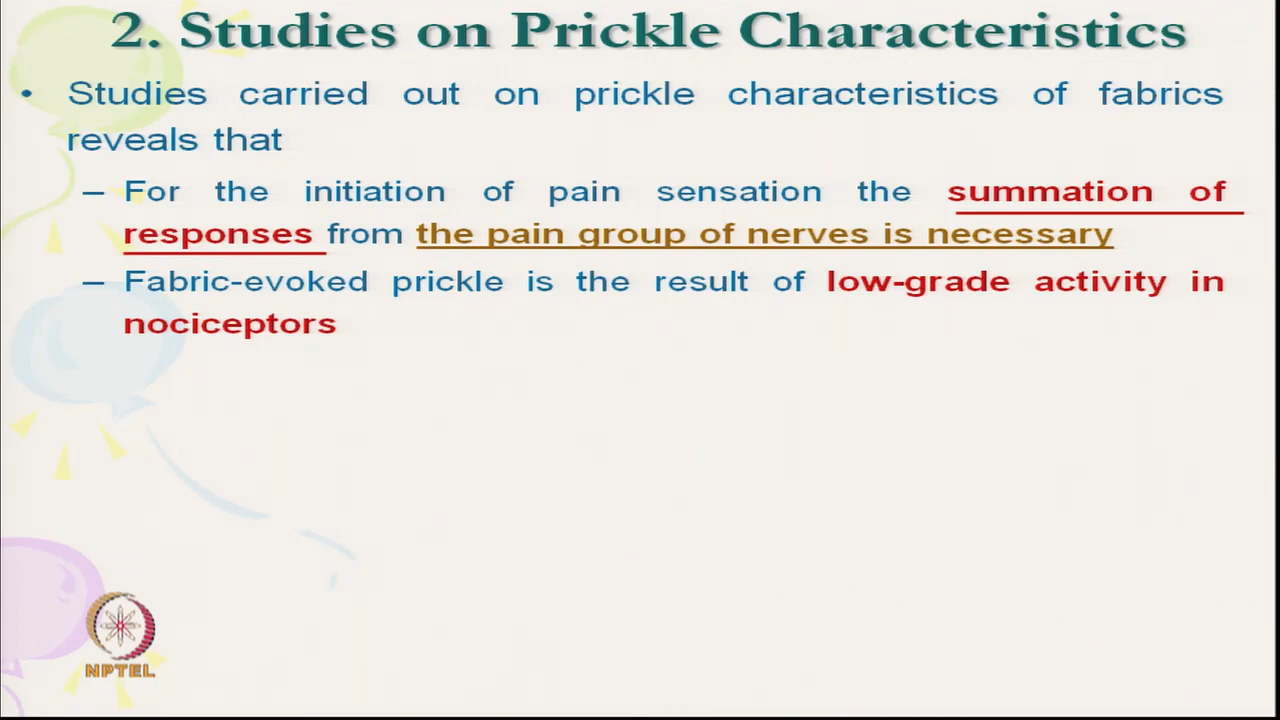 2. Studies on Prickle Characteristics
• Studies carried out on prickle characteristics of fabrics
reveals that
– For the initiation of pain sensation the summation of
responses from the pain group of nerves is necessary
– Fabric-evoked prickle is the result of low-grade activity in
nociceptors
NPTEL